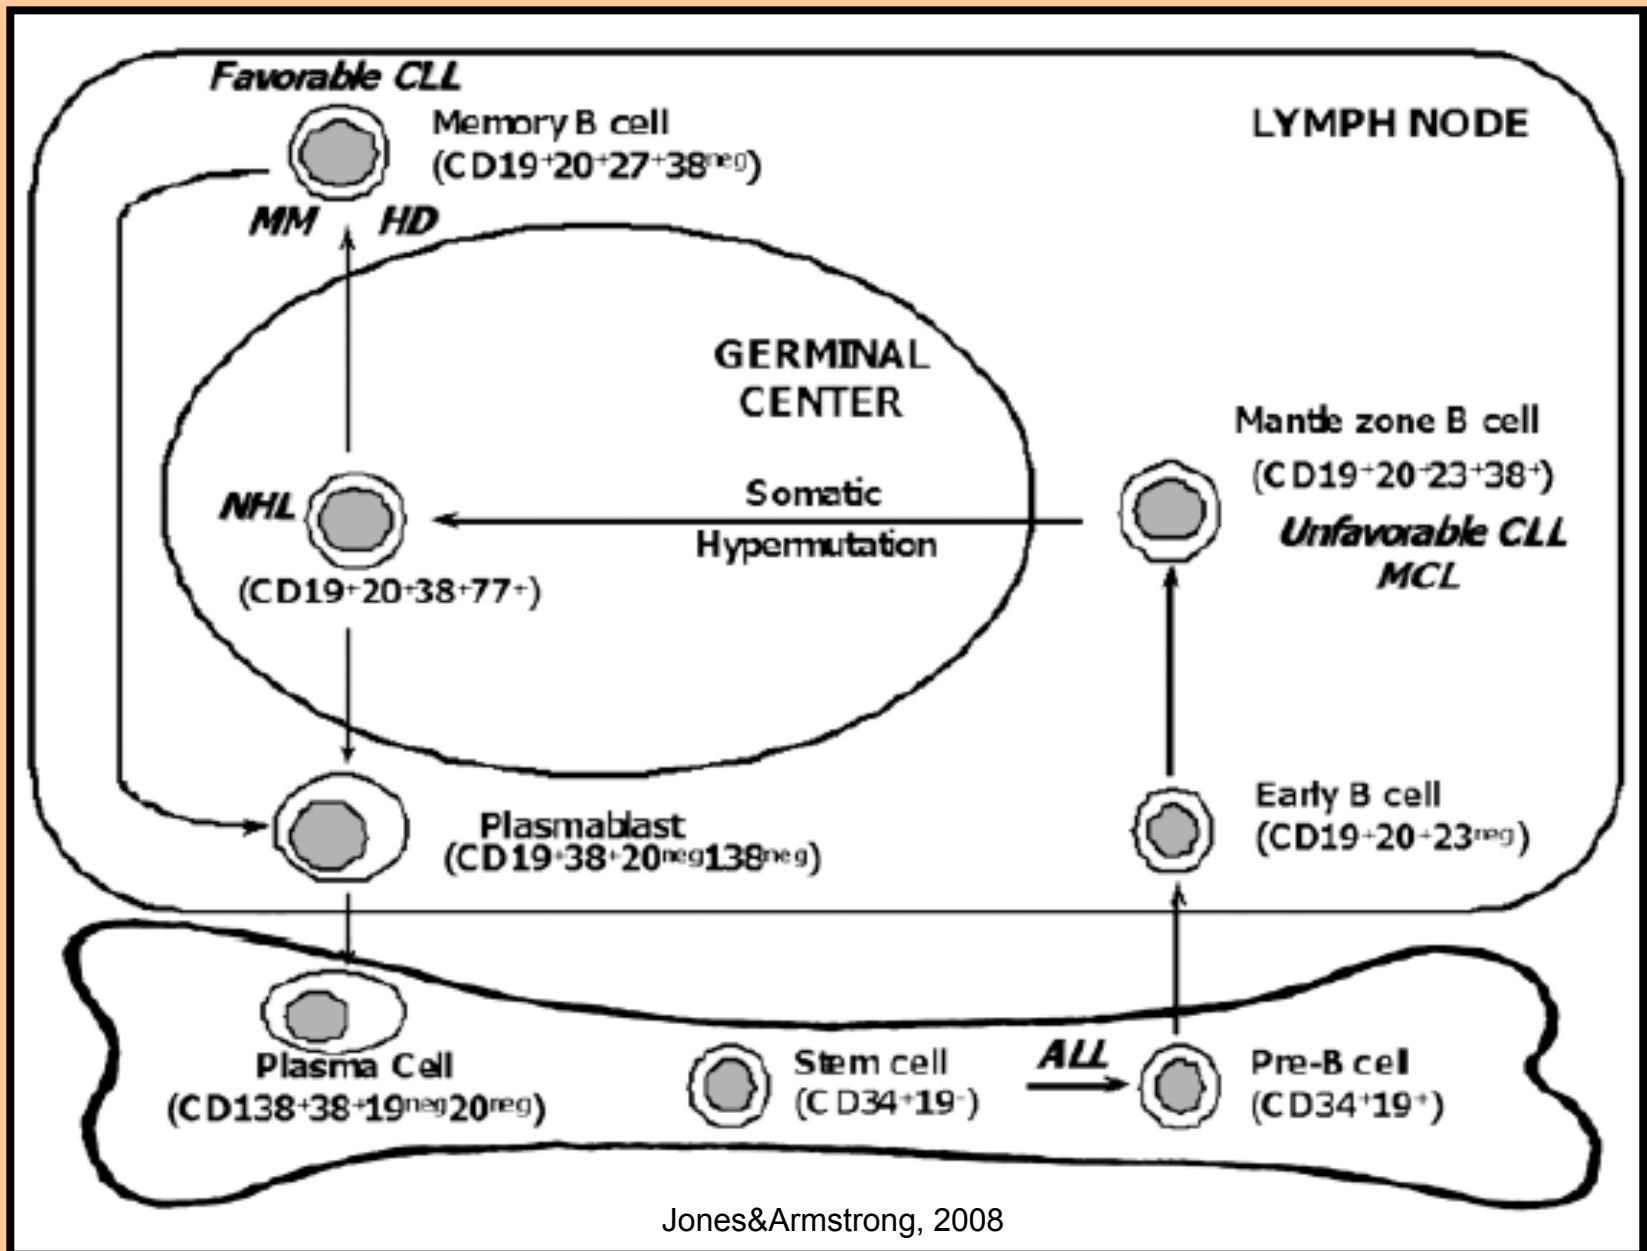 Favorable CLL
Memory B cell
(CD19⁺20⁺27⁺38ⁿᵉᵍ)
MM HD
LYMPH NODE
GERMINAL
CENTER
Mantle zone B cell
(CD19⁺20⁺23⁺38⁺)
Unfavorable CLL
MCL
Somatic
Hypermutation
NHL
(CD19⁺20⁺38⁺77⁺)
Plasmablast
(CD19⁺38⁺20ⁿᵉᵍ138ⁿᵉᵍ)
Early B cell
(CD19⁺20⁺23ⁿᵉᵍ)
Plasma Cell
(CD138⁺38⁺19ⁿᵉᵍ20ⁿᵉᵍ)
Stem cell
(CD34⁺19⁻)
ALL
Pre-B cell
(CD34⁺19⁺)
Jones&Armstrong, 2008